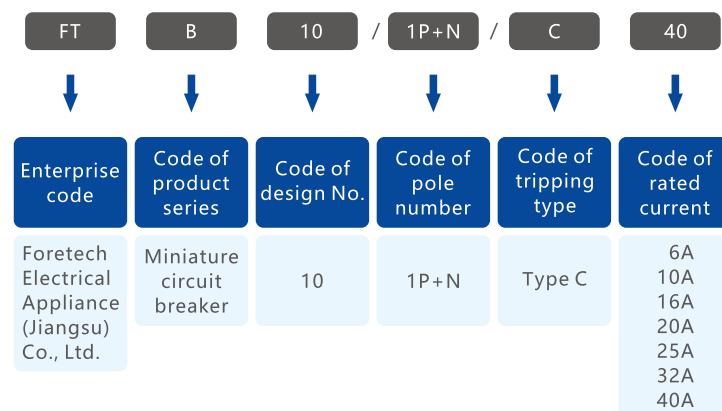 FT B 10 / 1P+N / C 40
Enterprise
code
Code of
product
series
Code of
design No.
Code of
pole
number
Code of
tripping
type
Code of
rated
current
Foretech
Electrical
Appliance
(Jiangsu)
Co., Ltd.
Miniature
circuit
breaker
10
1P+N
Type C
6A
10A
16A
20A
25A
32A
40A